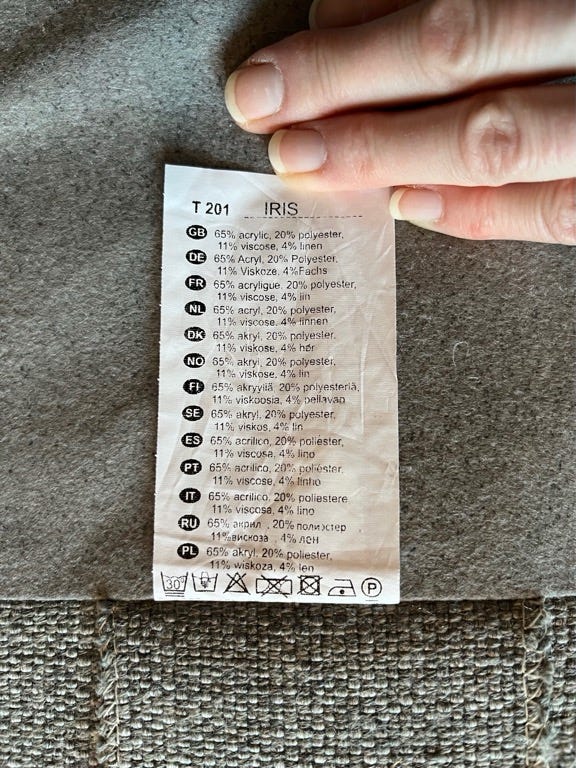 T 201 IRIS
GB 65% acrylic, 20% polyester,
11% viscose, 4% linen
DE 65% Acryl, 20% Polyester,
11% Viskoze, 4%Fachs
FR 65% acryligue, 20% polyester,
11% viscose, 4% lin
NL 65% acryl, 20% polyester,
11% viscose, 4% linnen
DK 65% akryl, 20% polyester,
11% viskose, 4% hør
NO 65% akryl, 20% polyester,
11% viskose, 4% lin
FI 65% akryyliä, 20% polyesteriä,
11% viskoosia, 4% pellavan
SE 65% akryl, 20% polyester,
11% viskos, 4% lin
ES 65% acrilico, 20% poliéster,
11% viscosa, 4% lino
PT 65% acrilico, 20% poliéster,
11% viscose, 4% linho
IT 65% acrilico, 20% poliestere
11% viscosa, 4% lino
RU 65% акрил , 20% полиэстер
11%вискоза , 4% лен
PL 65% akryl, 20% poliester,
11% wiskoza, 4% len
30° P